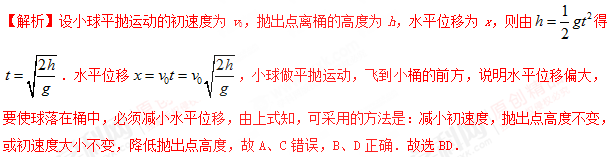 【解析】设小球平抛运动的初速度为 v₀，抛出点离桶的高度为 h，水平位移为 x，则由 h=\frac{1}{2}gt² 得
t=\sqrt{\frac{2h}{g}}．水平位移 x=v₀t=v₀\sqrt{\frac{2h}{g}}，小球做平抛运动，飞到小桶的前方，说明水平位移偏大，
要使球落在桶中，必须减小水平位移，由上式知，可采用的方法是：减小初速度，抛出点高度不变，
或初速度大小不变，降低抛出点高度，故 A、C 错误，B、D 正确．故选 BD．